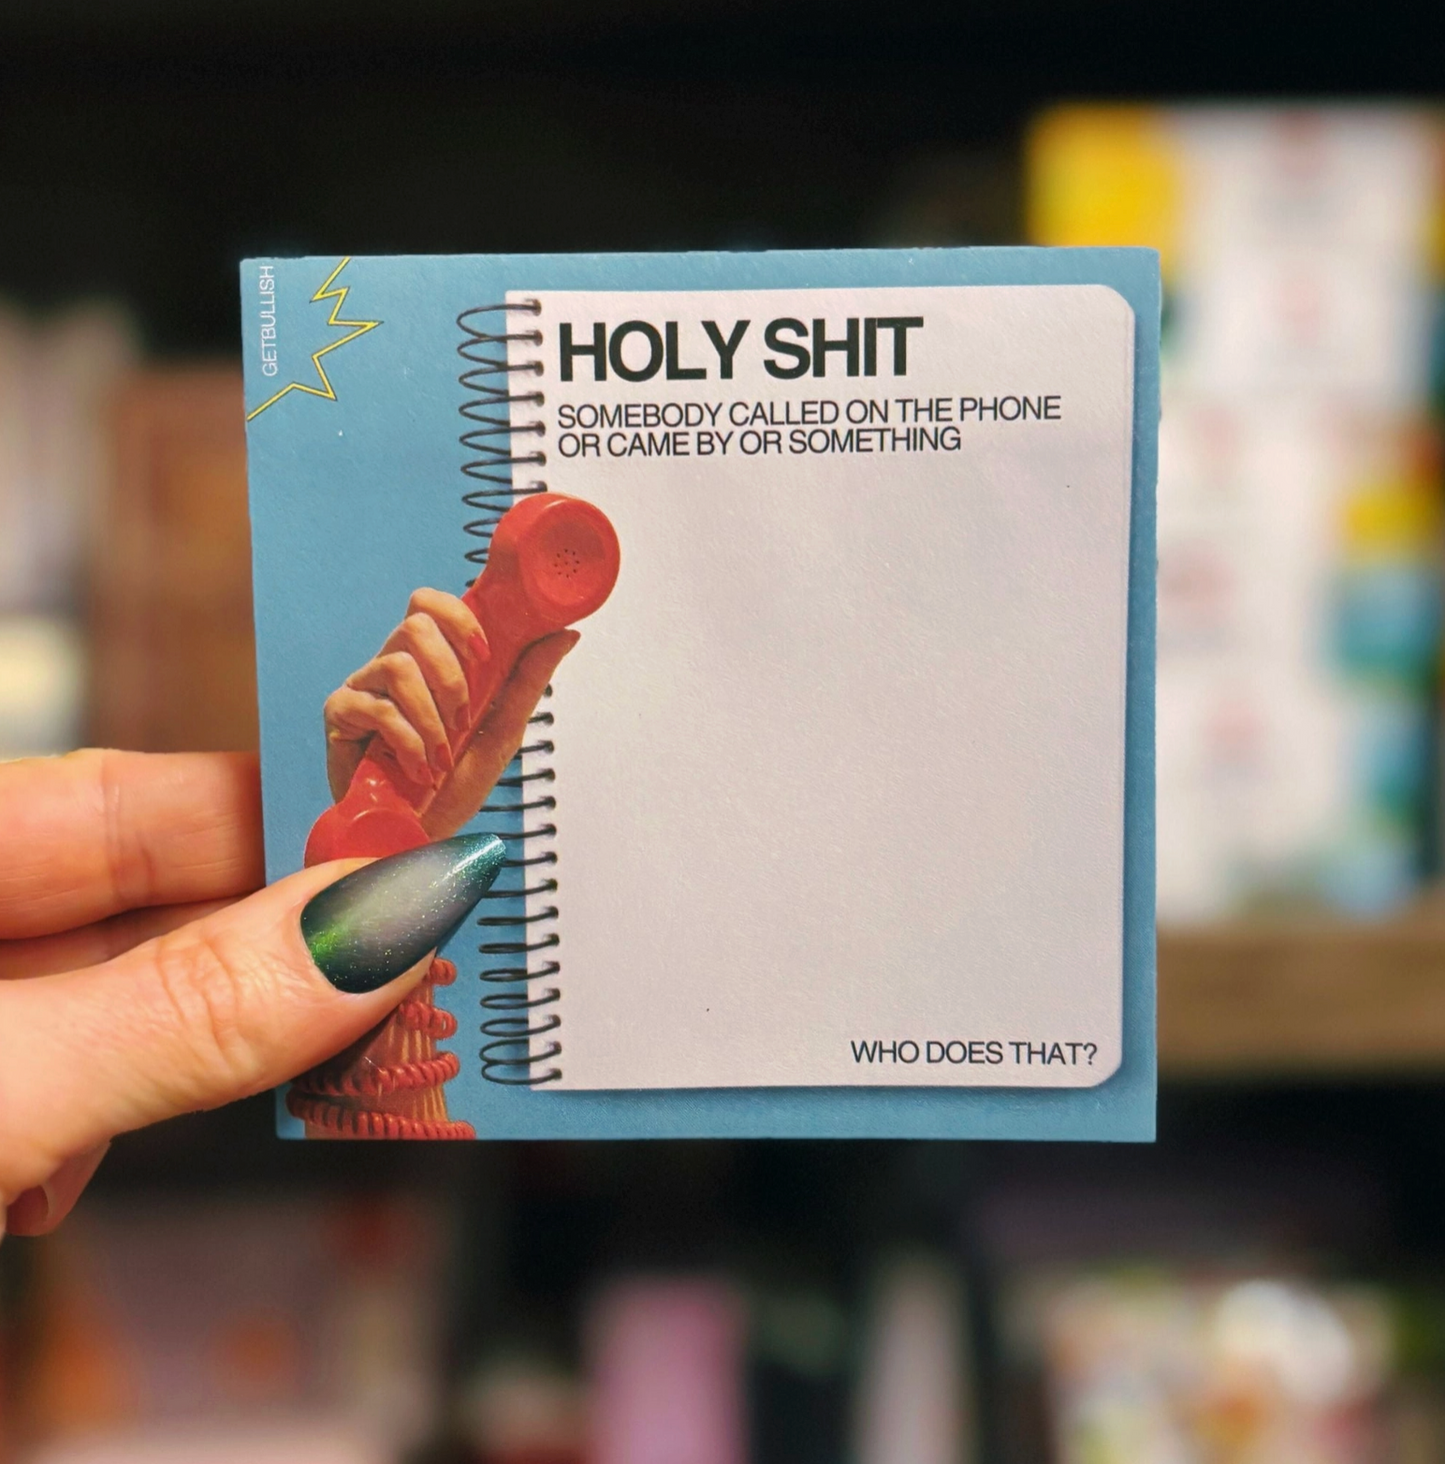 GETBULLISH
HOLY SHIT
SOMEBODY CALLED ON THE PHONE
OR CAME BY OR SOMETHING
WHO DOES THAT?